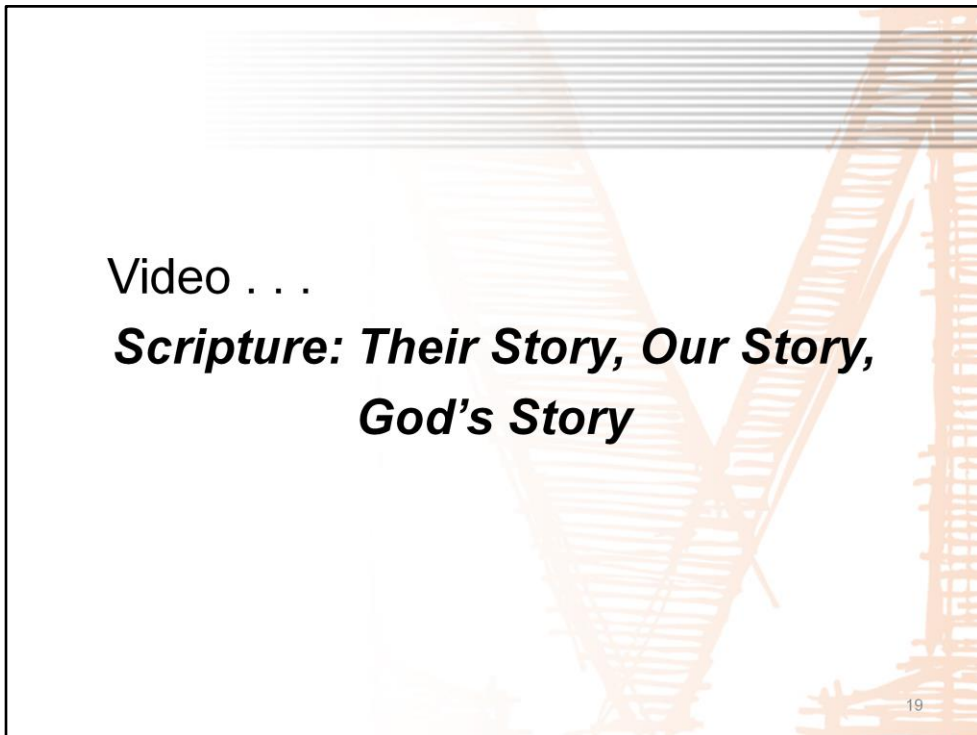 Video . . .
Scripture: Their Story, Our Story,
God’s Story
19